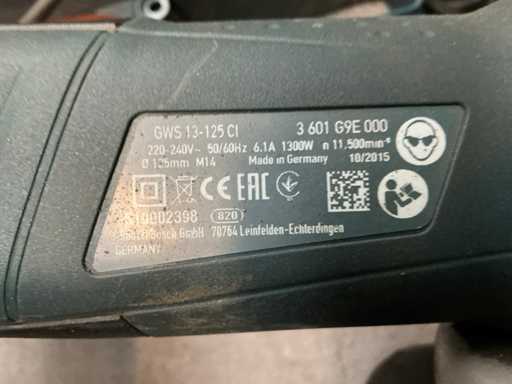 GWS 13-125 CI 3 601 G9E 000
220-240V~ 50/60Hz 6.1A 1300W n 11.500min⁻¹
Ø 125mm M14 Made in Germany 10/2015
CE EAC
820
Bosch GmbH 70764 Leinfelden-Echterdingen
GERMANY